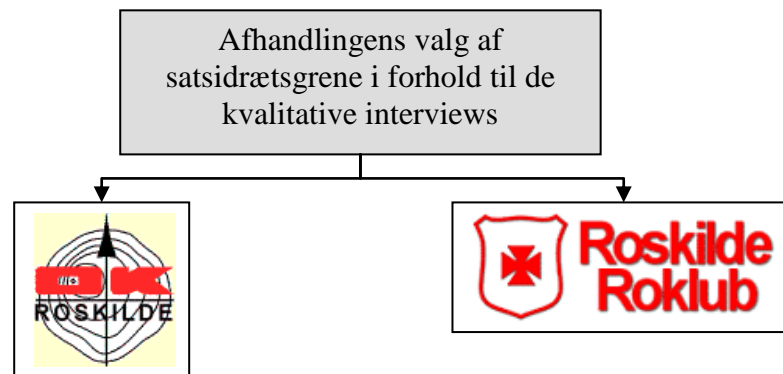 Afhandlingens valg af
satsidrætsgrene i forhold til de
kvalitative interviews
OK
ROSKILDE
Roskilde
Roklub